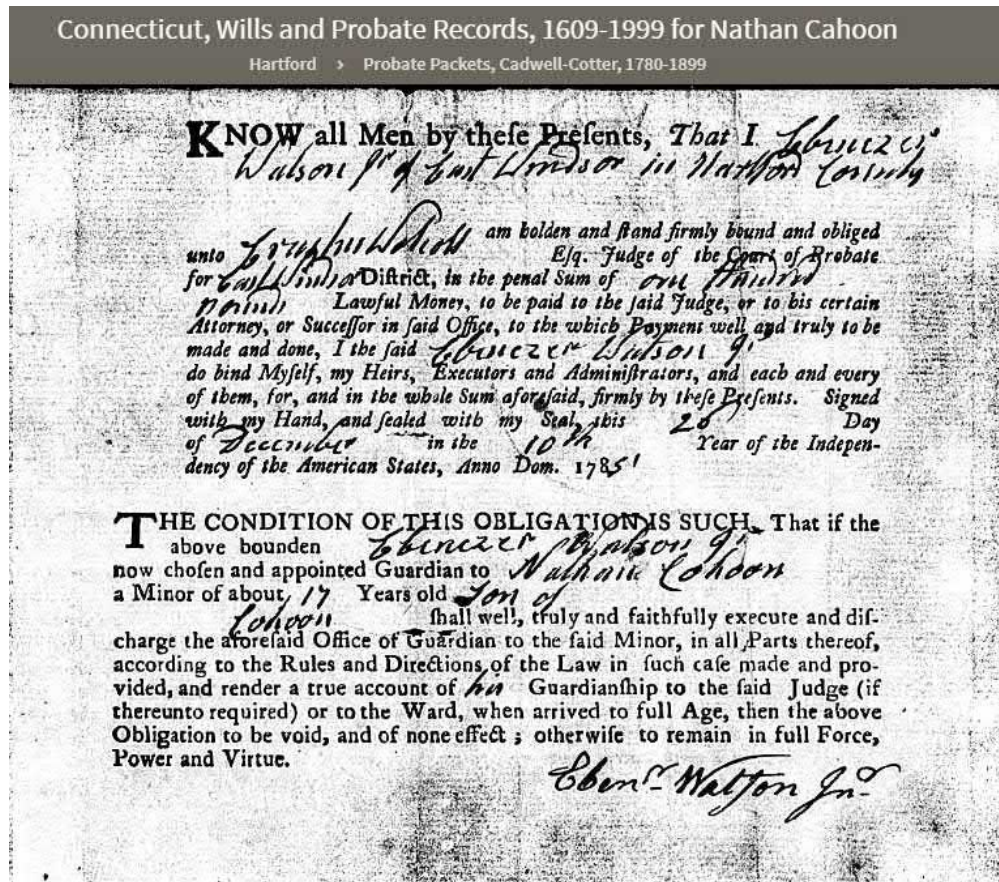 Connecticut, Wills and Probate Records, 1609-1999 for Nathan Cahoon
Hartford > Probate Packets, Cadwell-Cotter, 1780-1899
KNOW all Men by theſe Preſents, That I Ebenezer
Watson Jr of East Windsor in Hartford County
am holden and ſtand firmly bound and obliged
unto Erastus Wolcott Eſq. Judge of the Court of Probate
for East Windsor Diſtrict, in the penal Sum of one Hundred
pounds Lawful Money, to be paid to the ſaid Judge, or to his certain
Attorney, or Succeſſor in ſaid Office, to the which Payment well and truly to be
made and done, I the ſaid Ebenezer Watson Jr
do bind Myſelf, my Heirs, Executors and Adminiſtrators, and each and every
of them, for, and in the whole Sum aforeſaid, firmly by theſe Preſents. Signed
with my Hand, and ſealed with my Seal, this 26 Day
of December in the 10th Year of the Indepen-
dency of the American States, Anno Dom. 1785
THE CONDITION OF THIS OBLIGATION IS SUCH, That if the
above bounden Ebenezer Watson Jr
now choſen and appointed Guardian to Nathan Cohoon
a Minor of about 17 Years old Son of
Cohoon ſhall well, truly and faithfully execute and diſ-
charge the aforeſaid Office of Guardian to the ſaid Minor, in all Parts thereof,
according to the Rules and Directions of the Law in ſuch caſe made and pro-
vided, and render a true account of his Guardianſhip to the ſaid Judge (if
thereunto required) or to the Ward, when arrived to full Age, then the above
Obligation to be void, and of none effect ; otherwiſe to remain in full Force,
Power and Virtue.
Ebenr Watſon Jnr